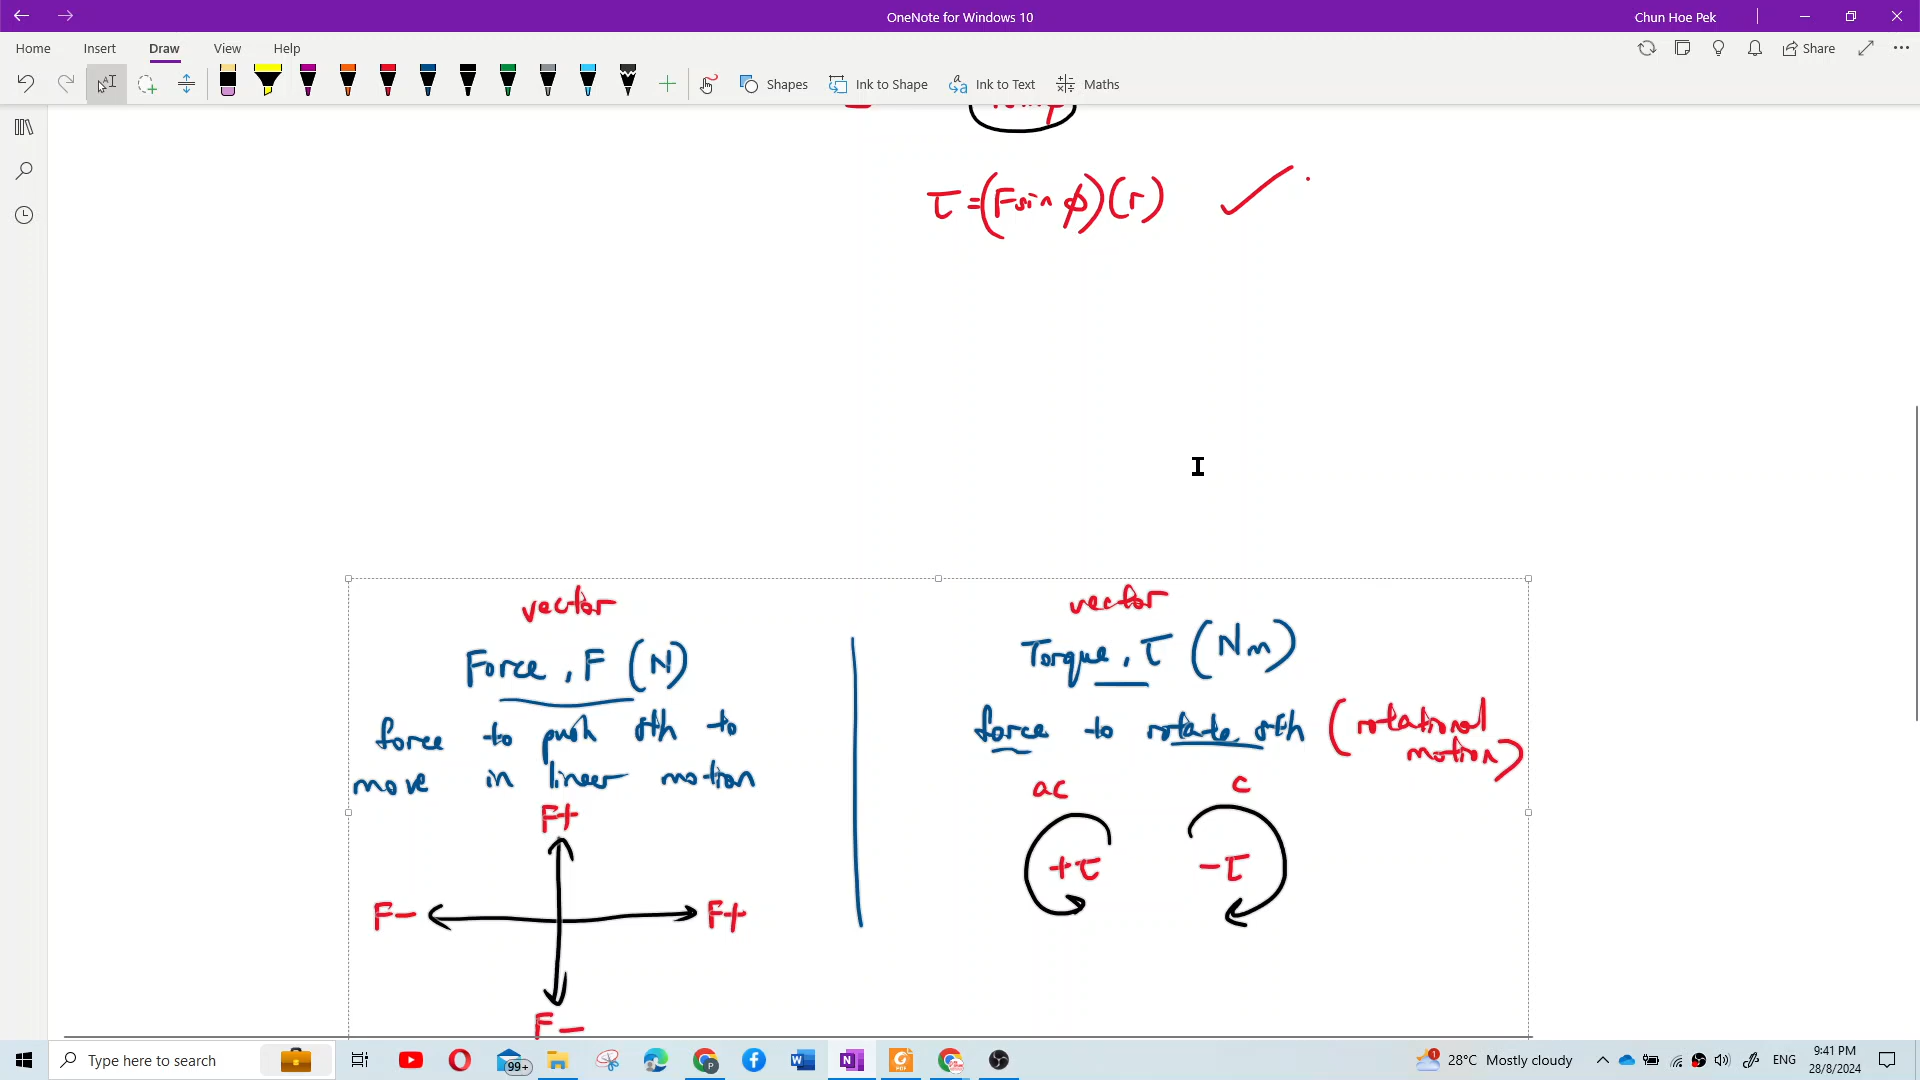 OneNote for Windows 10
Chun Hoe Pek
Home Insert Draw View Help
Share
Shapes Ink to Shape Ink to Text Maths
τ = (F sin ϕ)(r)
vector
Force, F (N)
force to push sth to
move in linear motion
F+
F- F+
F-
vector
Torque, τ (Nm)
force to rotate sth (rotational
motion)
ac c
+τ -τ
Type here to search
99+
28°C Mostly cloudy
ENG
9:41 PM
28/8/2024